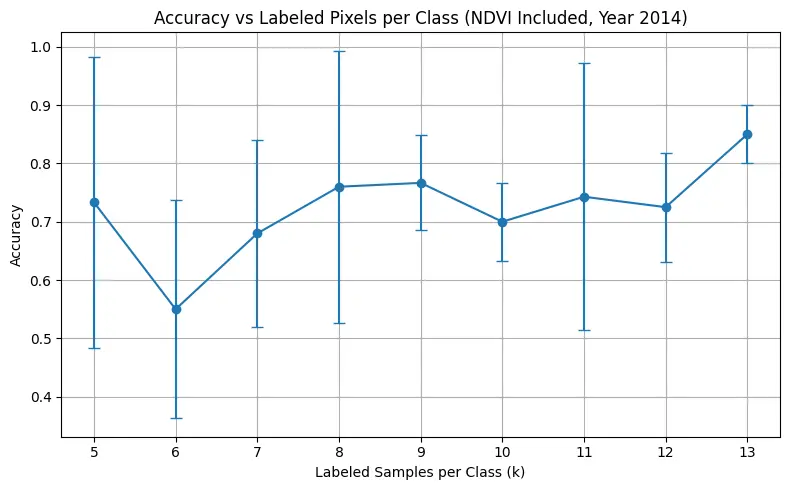 Accuracy vs Labeled Pixels per Class (NDVI Included, Year 2014)
1.0
0.9
0.8
0.7
0.6
0.5
0.4
Accuracy
5 6 7 8 9 10 11 12 13
Labeled Samples per Class (k)